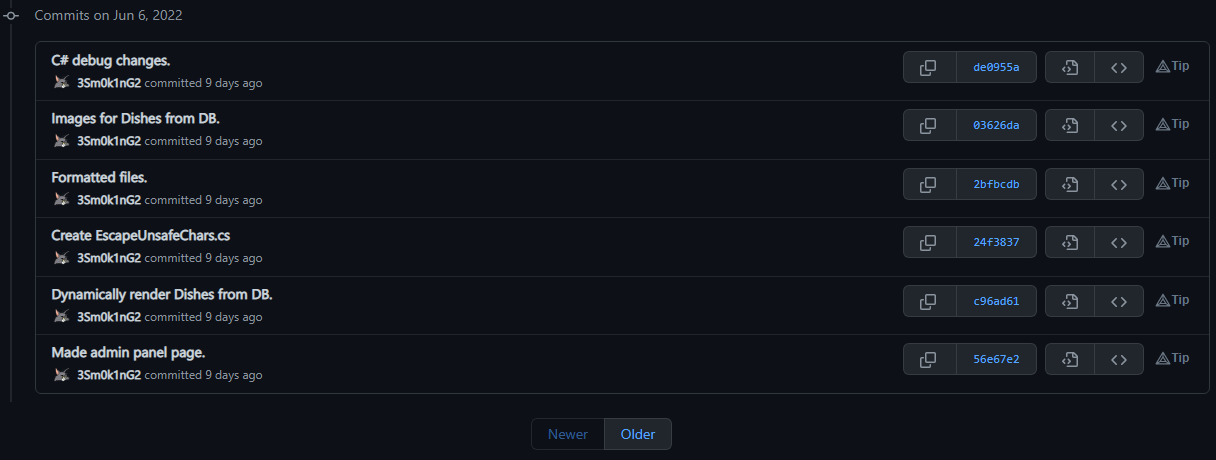 Commits on Jun 6, 2022
C# debug changes.
3Sm0k1nG2 committed 9 days ago
de0955a
Tip
Images for Dishes from DB.
3Sm0k1nG2 committed 9 days ago
03626da
Tip
Formatted files.
3Sm0k1nG2 committed 9 days ago
2bfbcdb
Tip
Create EscapeUnsafeChars.cs
3Sm0k1nG2 committed 9 days ago
24f3837
Tip
Dynamically render Dishes from DB.
3Sm0k1nG2 committed 9 days ago
c96ad61
Tip
Made admin panel page.
3Sm0k1nG2 committed 9 days ago
56e67e2
Tip
Newer Older